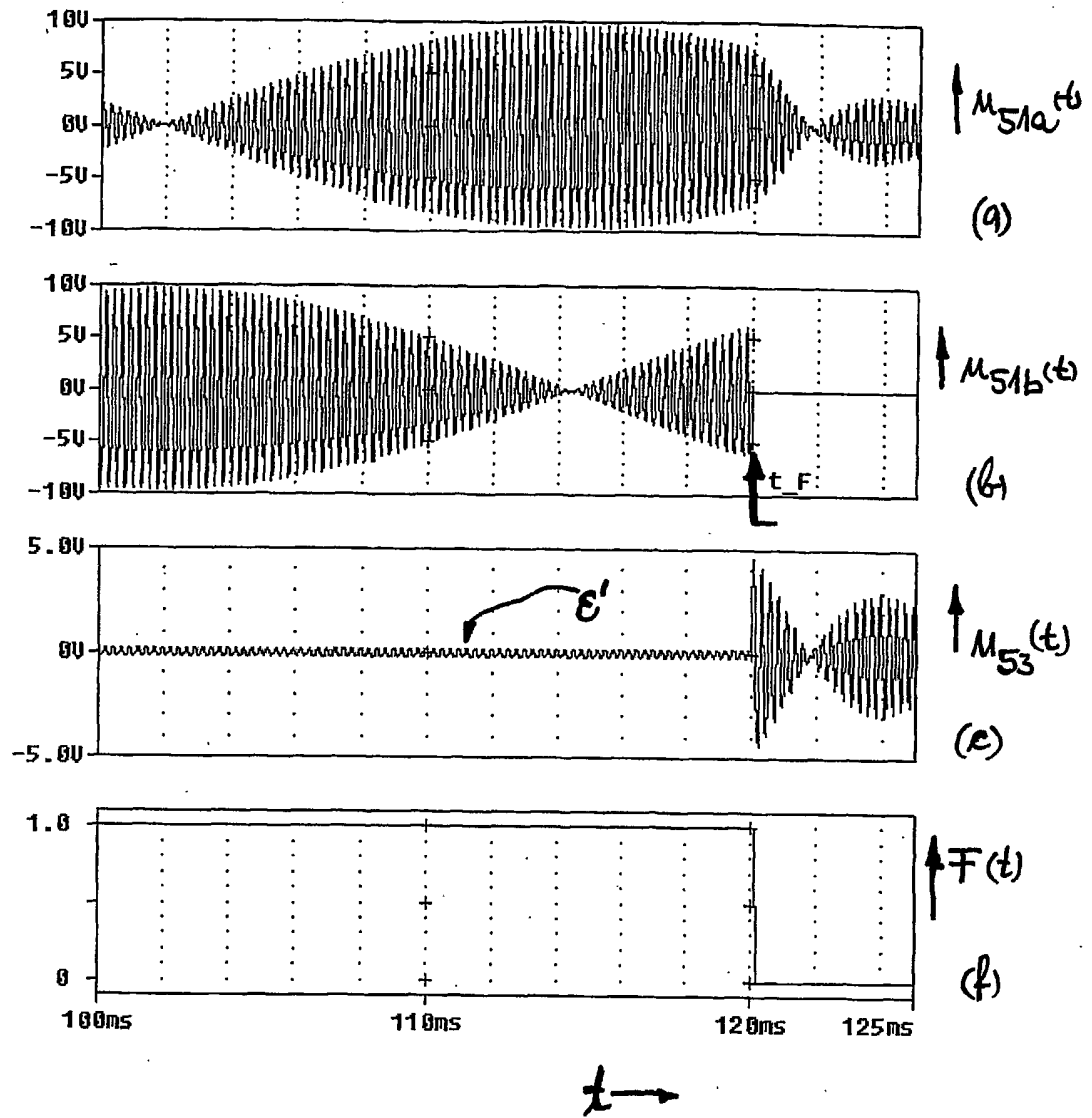 10V
5V
0V
-5V
-10V
u51a(t)
(a)
10V
5V
0V
-5V
-10V
u51b(t)
(b)
t_F
5.0V
0V
-5.0V
ε'
u53(t)
(e)
1.0
0
F(t)
(f)
100ms 110ms 120ms 125ms
t